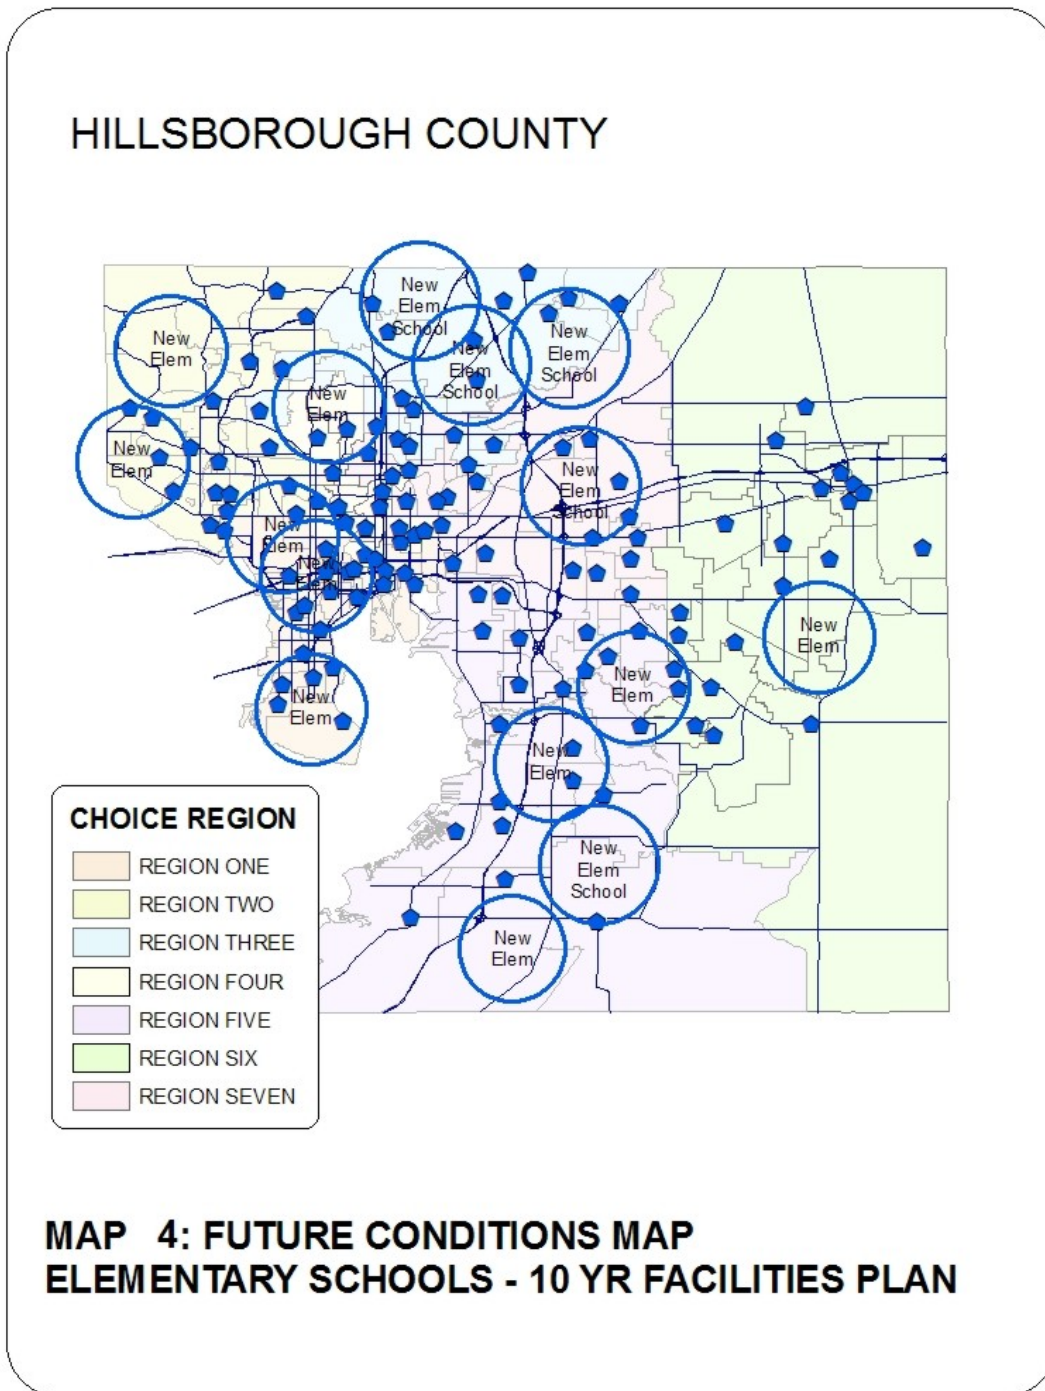 HILLSBOROUGH COUNTY
New
Elem
School
New
Elem
School
New
Elem
School
New
Elem
New
Elem
New
Elem
New
Elem
School
New
Elem
New
Elem
New
Elem
New
Elem
New
Elem
New
Elem
New
Elem
School
New
Elem
CHOICE REGION
REGION ONE
REGION TWO
REGION THREE
REGION FOUR
REGION FIVE
REGION SIX
REGION SEVEN
MAP 4: FUTURE CONDITIONS MAP
ELEMENTARY SCHOOLS - 10 YR FACILITIES PLAN